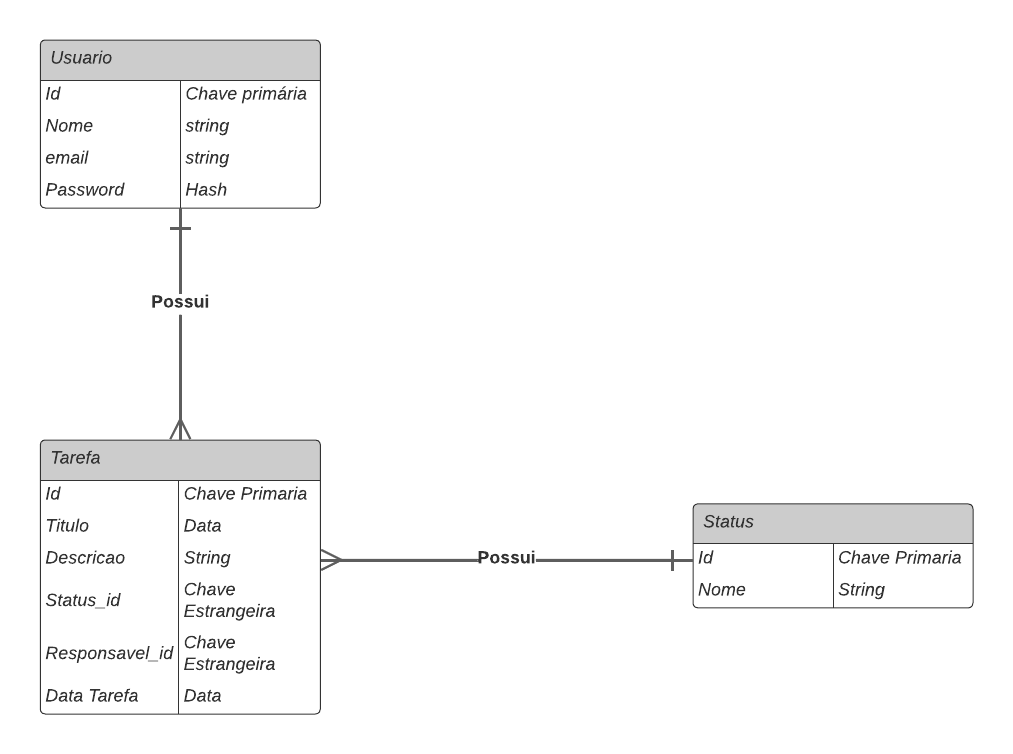 Usuario
Id Chave primária
Nome string
email string
Password Hash
Possui
Tarefa
Id Chave Primaria
Titulo Data
Descricao String
Status_id Chave
Estrangeira
Responsavel_id Chave
Estrangeira
Data Tarefa Data
Possui
Status
Id Chave Primaria
Nome String